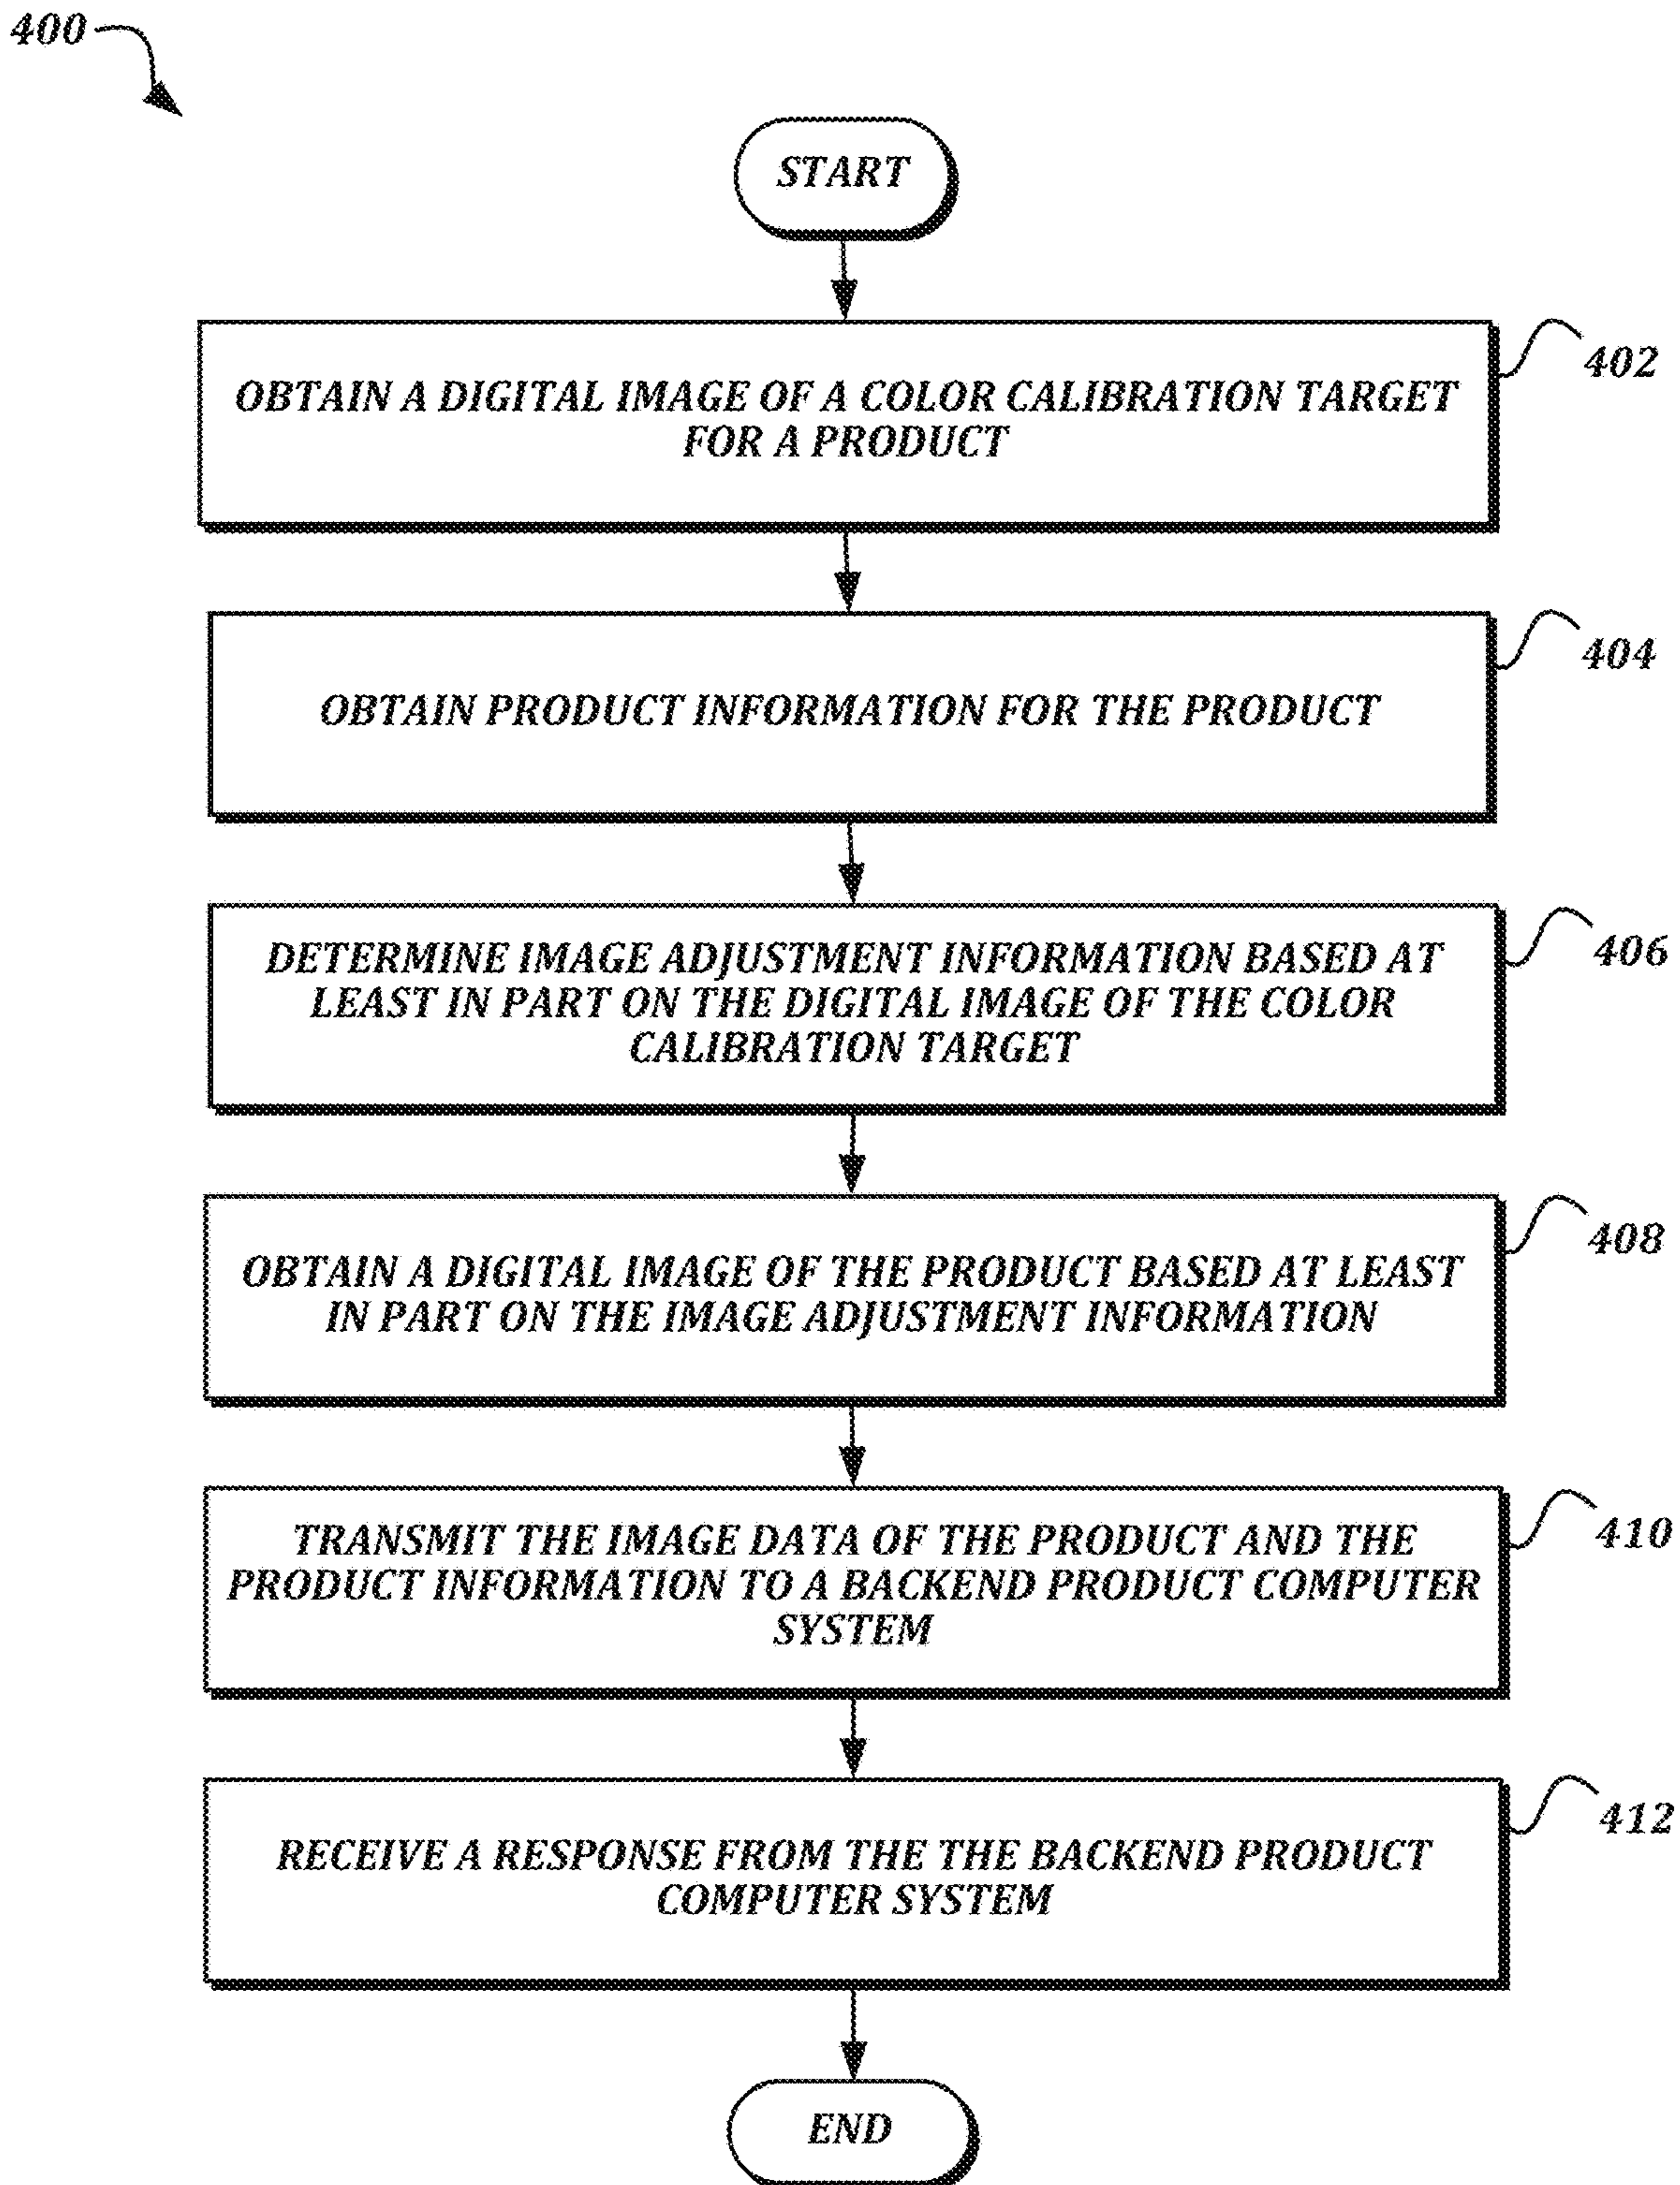 400
START
OBTAIN A DIGITAL IMAGE OF A COLOR CALIBRATION TARGET
FOR A PRODUCT
402
OBTAIN PRODUCT INFORMATION FOR THE PRODUCT
404
DETERMINE IMAGE ADJUSTMENT INFORMATION BASED AT
LEAST IN PART ON THE DIGITAL IMAGE OF THE COLOR
CALIBRATION TARGET
406
OBTAIN A DIGITAL IMAGE OF THE PRODUCT BASED AT LEAST
IN PART ON THE IMAGE ADJUSTMENT INFORMATION
408
TRANSMIT THE IMAGE DATA OF THE PRODUCT AND THE
PRODUCT INFORMATION TO A BACKEND PRODUCT COMPUTER
SYSTEM
410
RECEIVE A RESPONSE FROM THE THE BACKEND PRODUCT
COMPUTER SYSTEM
412
END